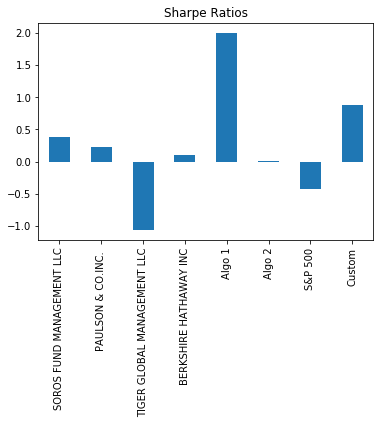 Sharpe Ratios
2.0
1.5
1.0
0.5
0.0
−0.5
−1.0
SOROS FUND MANAGEMENT LLC
PAULSON & CO.INC.
TIGER GLOBAL MANAGEMENT LLC
BERKSHIRE HATHAWAY INC
Algo 1
Algo 2
S&P 500
Custom